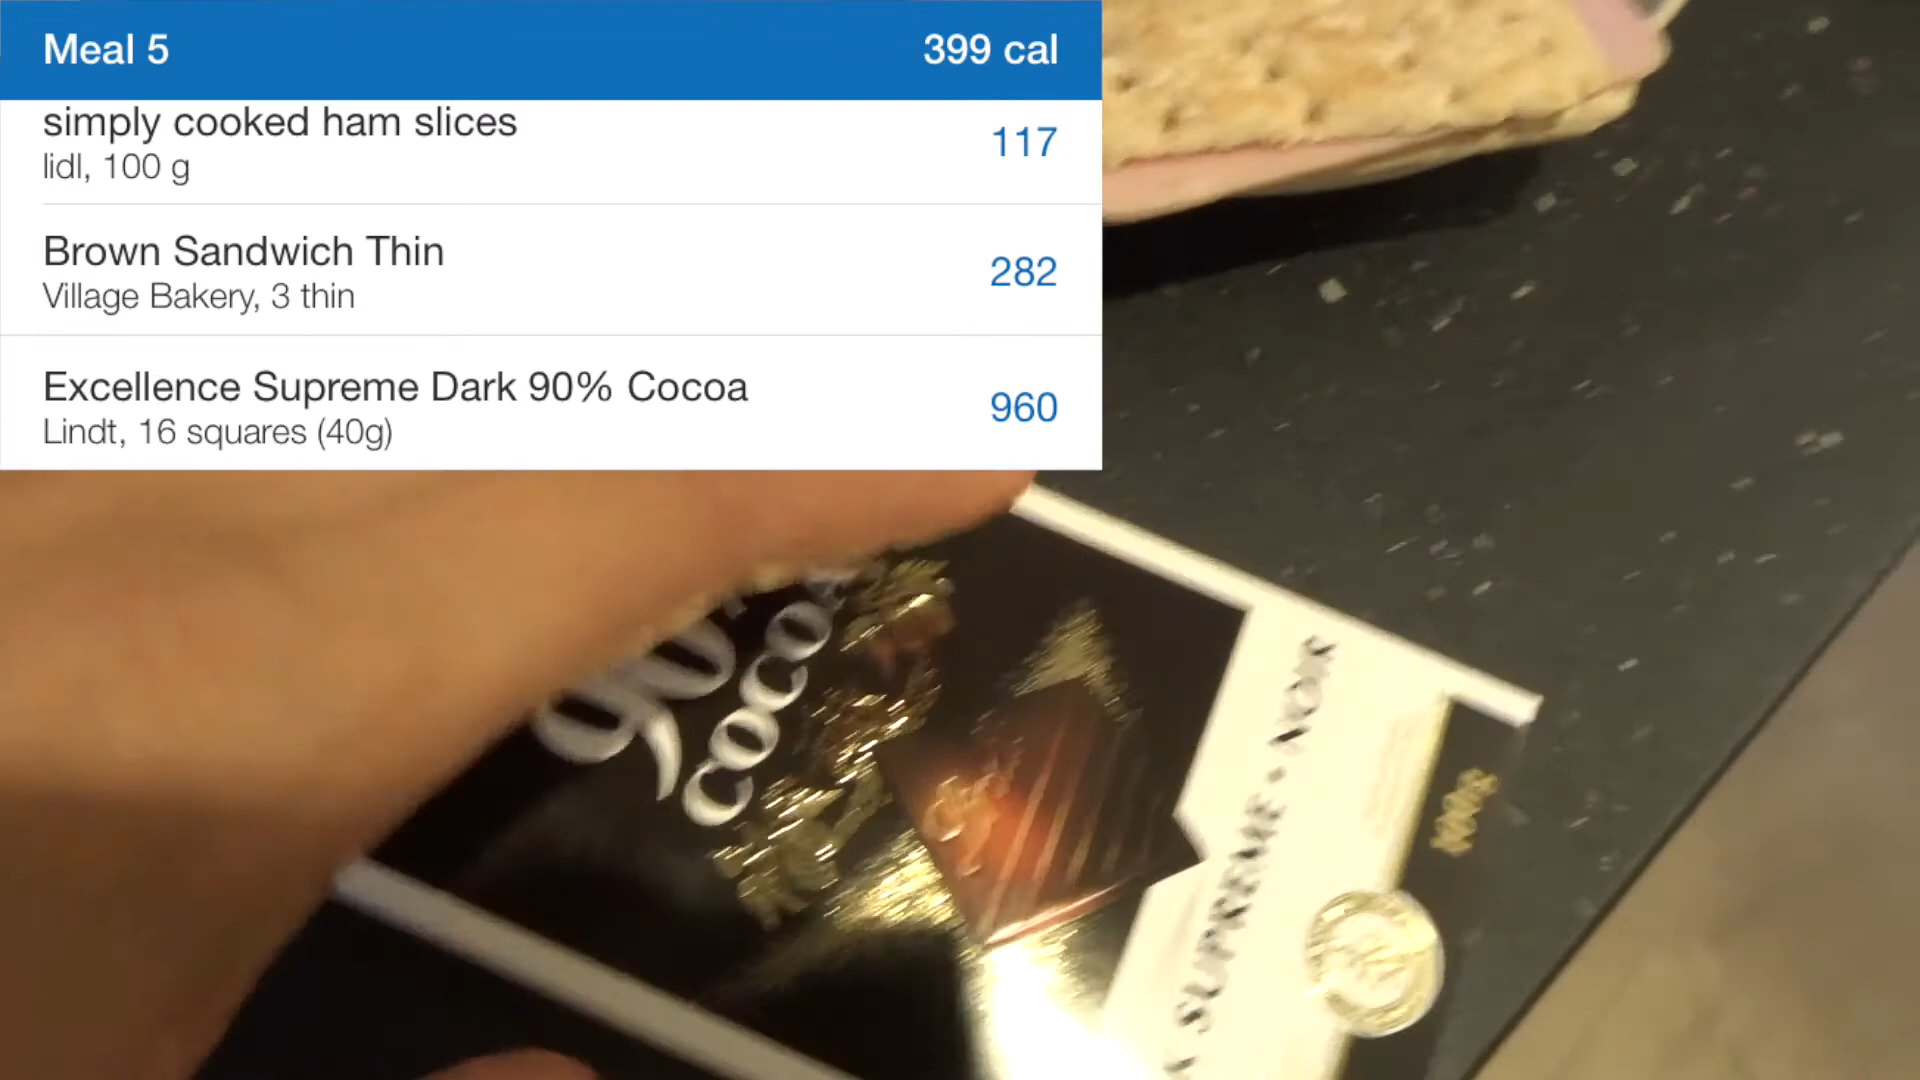 Meal 5 399 cal
simply cooked ham slices 117
lidl, 100 g
Brown Sandwich Thin 282
Village Bakery, 3 thin
Excellence Supreme Dark 90% Cocoa 960
Lindt, 16 squares (40g)
90%
COCOA
SUPREME • NOIR